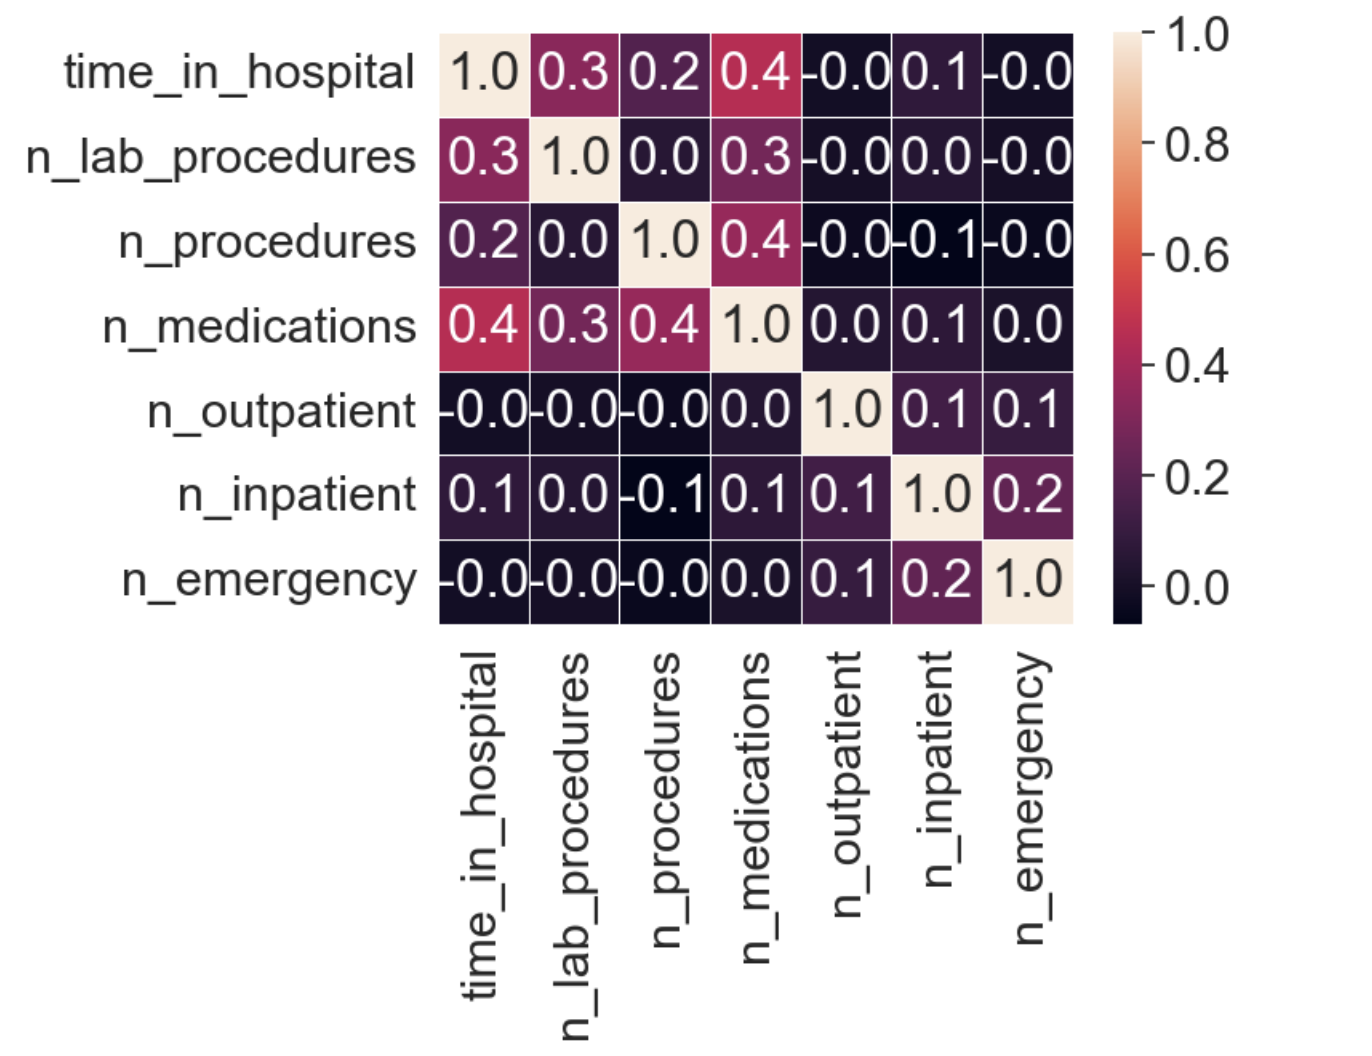 time_in_hospital 1.0 0.3 0.2 0.4 -0.0 0.1 -0.0
n_lab_procedures 0.3 1.0 0.0 0.3 -0.0 0.0 -0.0
n_procedures 0.2 0.0 1.0 0.4 -0.0 -0.1 -0.0
n_medications 0.4 0.3 0.4 1.0 0.0 0.1 0.0
n_outpatient -0.0 -0.0 -0.0 0.0 1.0 0.1 0.1
n_inpatient 0.1 0.0 -0.1 0.1 0.1 1.0 0.2
n_emergency -0.0 -0.0 -0.0 0.0 0.1 0.2 1.0
time_in_hospital
n_lab_procedures
n_procedures
n_medications
n_outpatient
n_inpatient
n_emergency
1.0
0.8
0.6
0.4
0.2
0.0